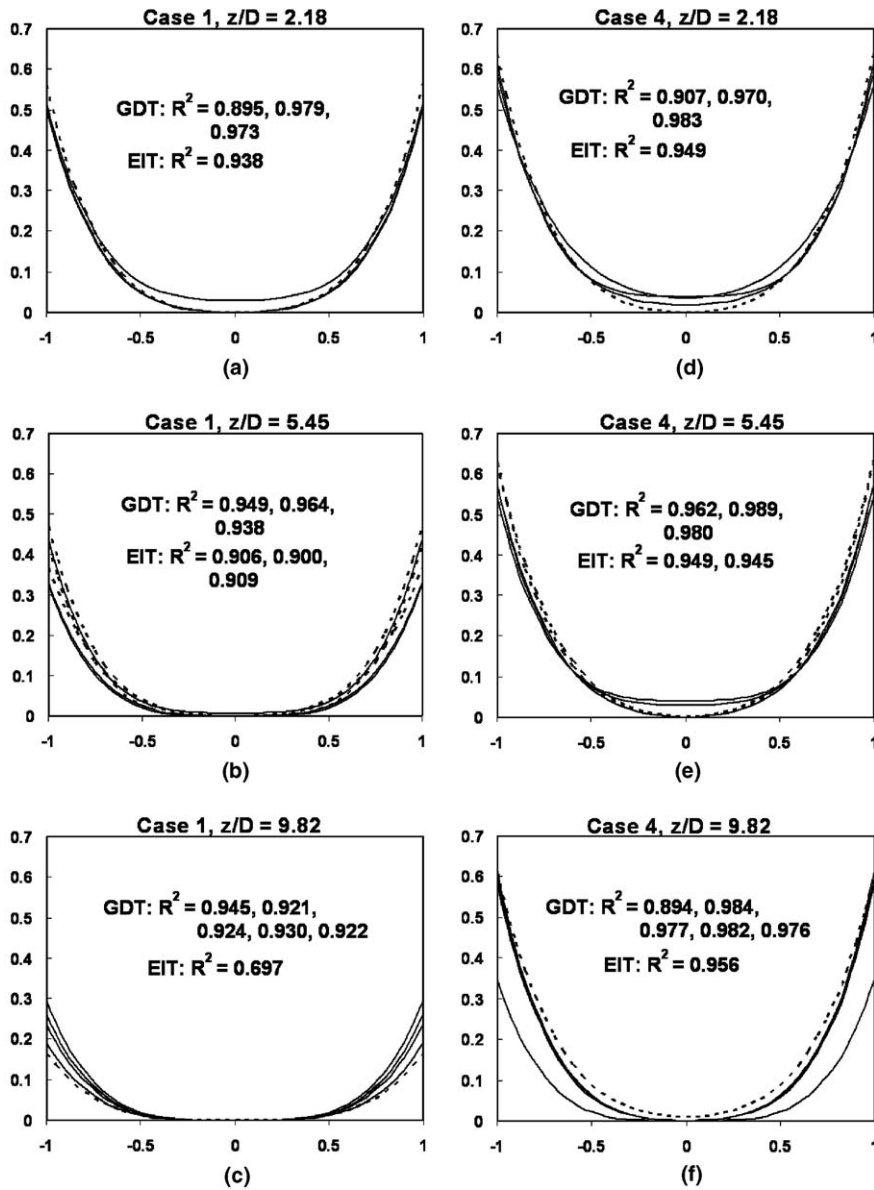 Case 1, z/D = 2.18
0.7
0.6
0.5
0.4
0.3
0.2
0.1
0
GDT: R² = 0.895, 0.979,
0.973
EIT: R² = 0.938
-1 -0.5 0 0.5 1
(a)
Case 4, z/D = 2.18
0.7
0.6
0.5
0.4
0.3
0.2
0.1
0
GDT: R² = 0.907, 0.970,
0.983
EIT: R² = 0.949
-1 -0.5 0 0.5 1
(d)
Case 1, z/D = 5.45
0.7
0.6
0.5
0.4
0.3
0.2
0.1
0
GDT: R² = 0.949, 0.964,
0.938
EIT: R² = 0.906, 0.900,
0.909
-1 -0.5 0 0.5 1
(b)
Case 4, z/D = 5.45
0.7
0.6
0.5
0.4
0.3
0.2
0.1
0
GDT: R² = 0.962, 0.989,
0.980
EIT: R² = 0.949, 0.945
-1 -0.5 0 0.5 1
(e)
Case 1, z/D = 9.82
0.7
0.6
0.5
0.4
0.3
0.2
0.1
0
GDT: R² = 0.945, 0.921,
0.924, 0.930, 0.922
EIT: R² = 0.697
-1 -0.5 0 0.5 1
(c)
Case 4, z/D = 9.82
0.7
0.6
0.5
0.4
0.3
0.2
0.1
0
GDT: R² = 0.894, 0.984,
0.977, 0.982, 0.976
EIT: R² = 0.956
-1 -0.5 0 0.5 1
(f)